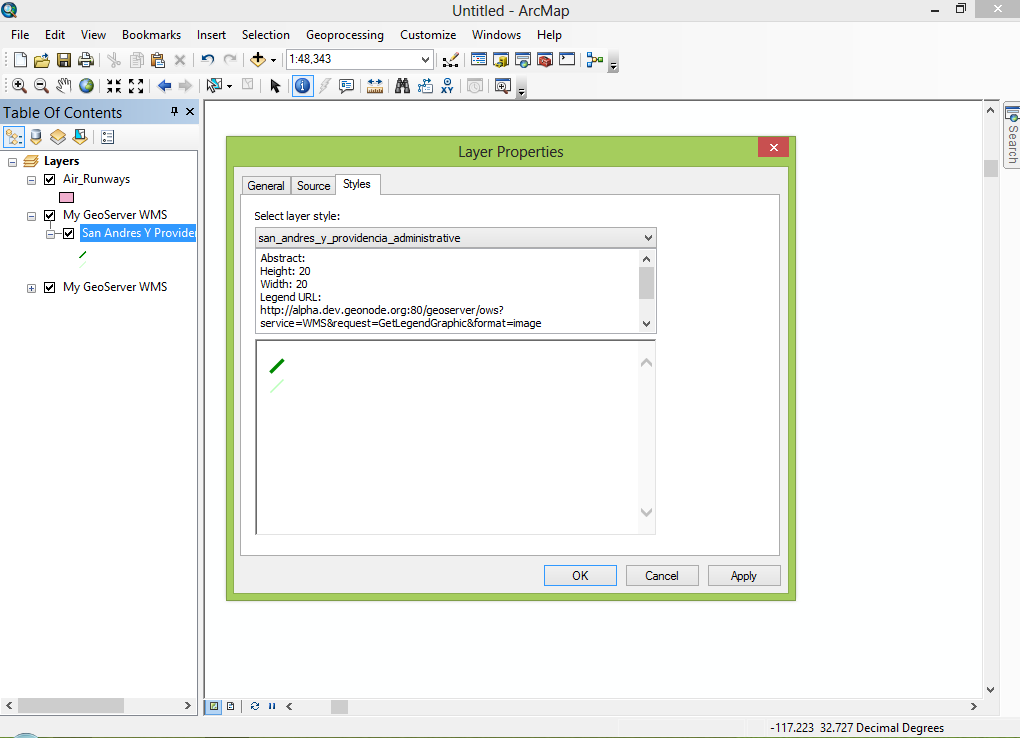 Untitled - ArcMap
File Edit View Bookmarks Insert Selection Geoprocessing Customize Windows Help
1:48,343
XY
Table Of Contents
Layers
Air_Runways
My GeoServer WMS
San Andres Y Provide
My GeoServer WMS
Layer Properties
General Source Styles
Select layer style:
san_andres_y_providencia_administrative
Abstract:
Height: 20
Width: 20
Legend URL:
http://alpha.dev.geonode.org:80/geoserver/ows?
service=WMS&request=GetLegendGraphic&format=image
OK Cancel Apply
Search
-117.223 32.727 Decimal Degrees